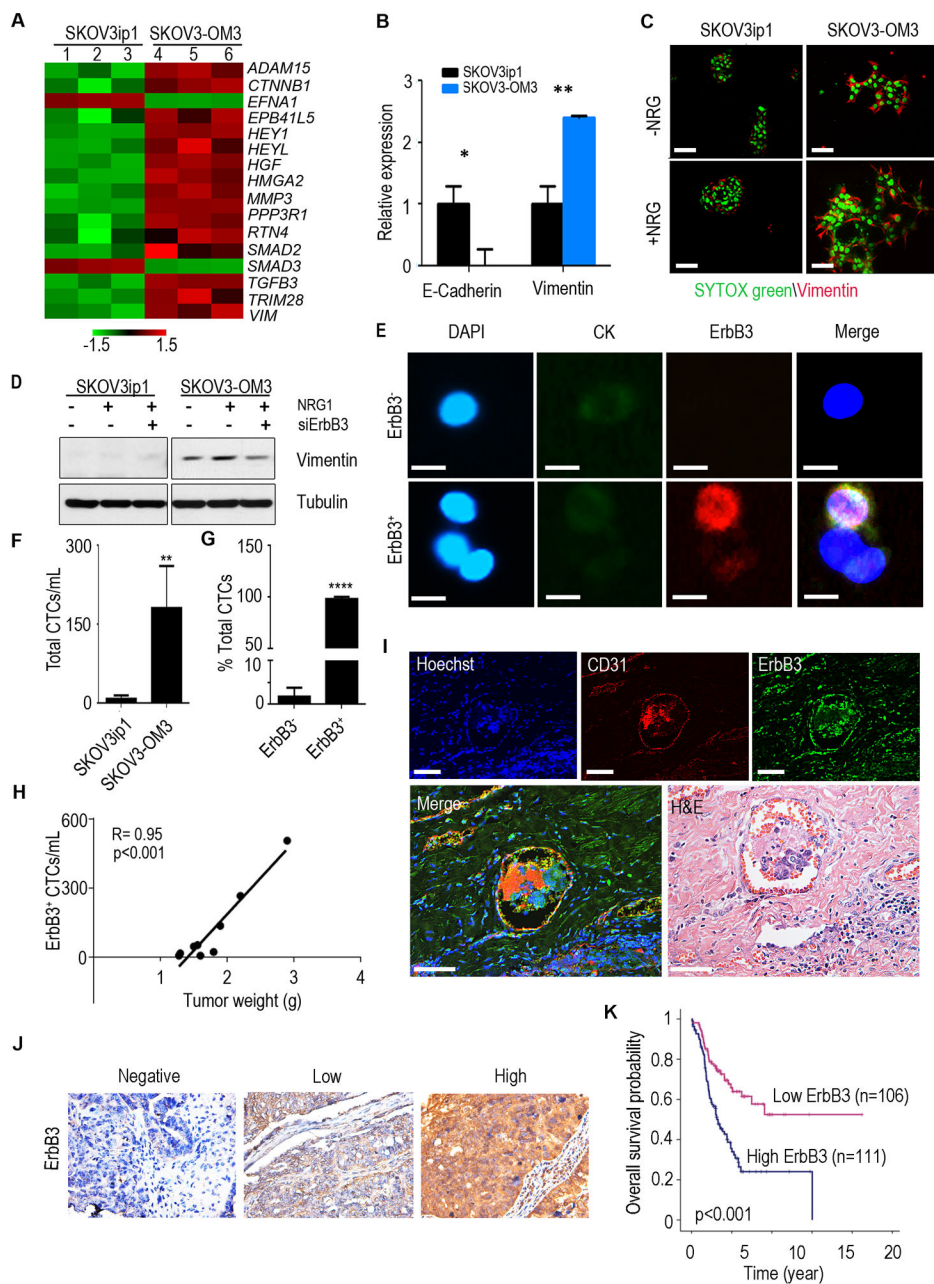 A
SKOV3ip1 SKOV3-OM3
1 2 3 4 5 6
ADAM15
CTNNB1
EFNA1
EPB41L5
HEY1
HEYL
HGF
HMGA2
MMP3
PPP3R1
RTN4
SMAD2
SMAD3
TGFB3
TRIM28
VIM
-1.5 1.5
B
SKOV3ip1
SKOV3-OM3
Relative expression
3
2
1
0
*
**
E-Cadherin Vimentin
C
SKOV3ip1 SKOV3-OM3
-NRG
+NRG
SYTOX green\Vimentin
D
SKOV3ip1 SKOV3-OM3
- + + - + + NRG1
- - + - - + siErbB3
Vimentin
Tubulin
E
DAPI CK ErbB3 Merge
ErbB3-
ErbB3+
F
Total CTCs/mL
300
150
0
**
SKOV3ip1
SKOV3-OM3
G
% Total CTCs
150
100
50
10
0
****
ErbB3-
ErbB3+
H
ErbB3+ CTCs/mL
600
300
0
R= 0.95
p<0.001
1 2 3 4
Tumor weight (g)
I
Hoechst
CD31
ErbB3
Merge
H&E
J
Negative Low High
ErbB3
K
Overall survival probability
1
0.8
0.6
0.4
0.2
0
Low ErbB3 (n=106)
High ErbB3 (n=111)
p<0.001
0 5 10 15 20
Time (year)